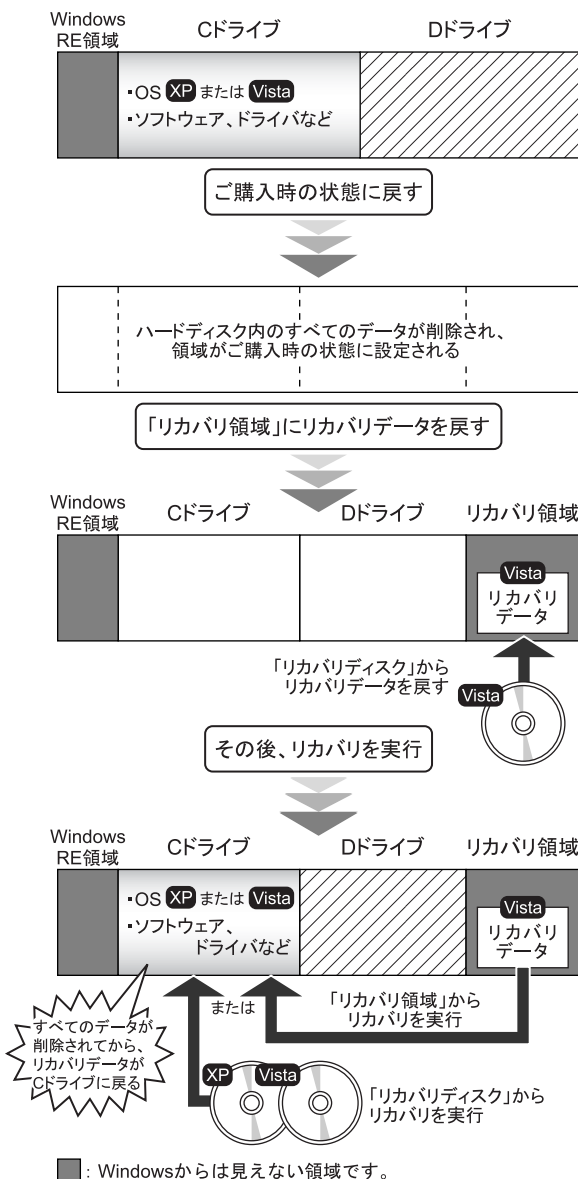 Windows
RE領域
Cドライブ
Dドライブ
・OS XP または Vista
・ソフトウェア、ドライバなど
ご購入時の状態に戻す
ハードディスク内のすべてのデータが削除され、
領域がご購入時の状態に設定される
「リカバリ領域」にリカバリデータを戻す
Windows
RE領域
Cドライブ
Dドライブ
リカバリ領域
Vista
リカバリ
データ
「リカバリディスク」から
リカバリデータを戻す
Vista
その後、リカバリを実行
Windows
RE領域
Cドライブ
Dドライブ
リカバリ領域
・OS XP または Vista
・ソフトウェア、
ドライバなど
Vista
リカバリ
データ
または
「リカバリ領域」から
リカバリを実行
すべてのデータが
削除されてから、
リカバリデータが
Cドライブに戻る
XP
Vista
「リカバリディスク」から
リカバリを実行
: Windowsからは見えない領域です。